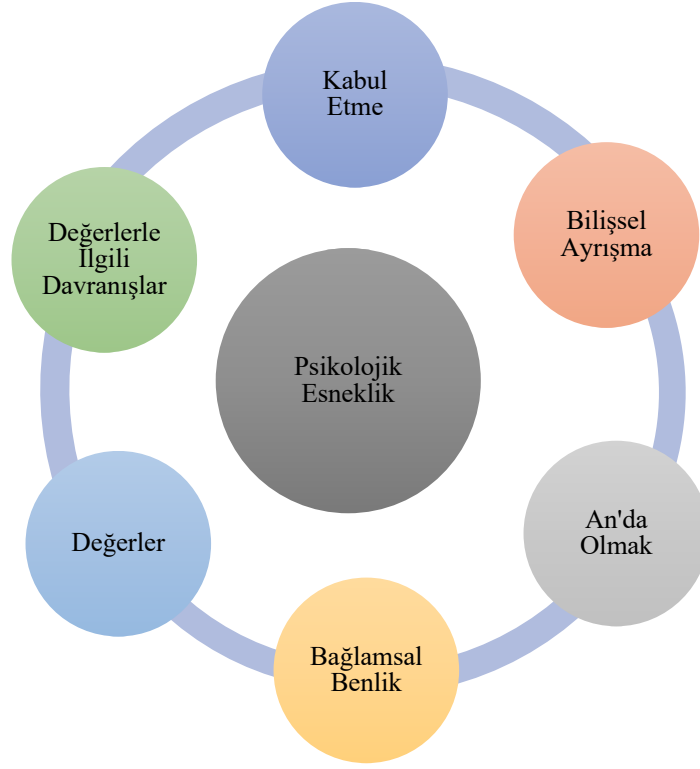 Kabul
Etme
Bilişsel
Ayrışma
An'da
Olmak
Bağlamsal
Benlik
Değerler
Değerlerle
İlgili
Davranışlar
Psikolojik
Esneklik